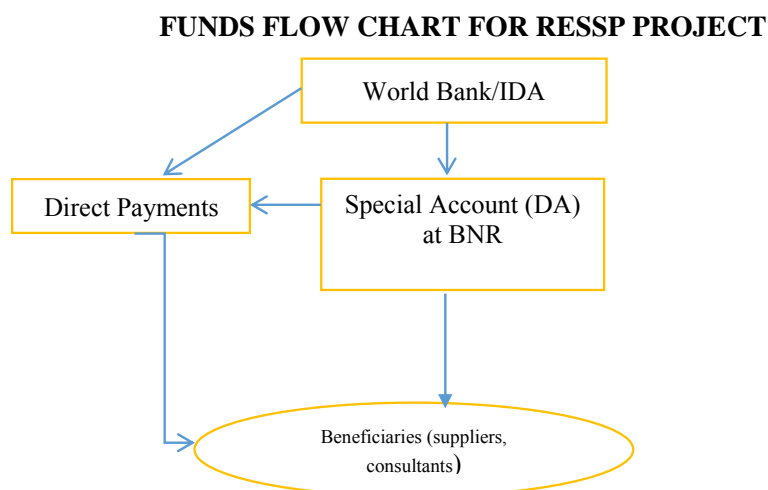 FUNDS FLOW CHART FOR RESSP PROJECT
World Bank/IDA
Direct Payments
Special Account (DA)
at BNR
Beneficiaries (suppliers,
consultants)